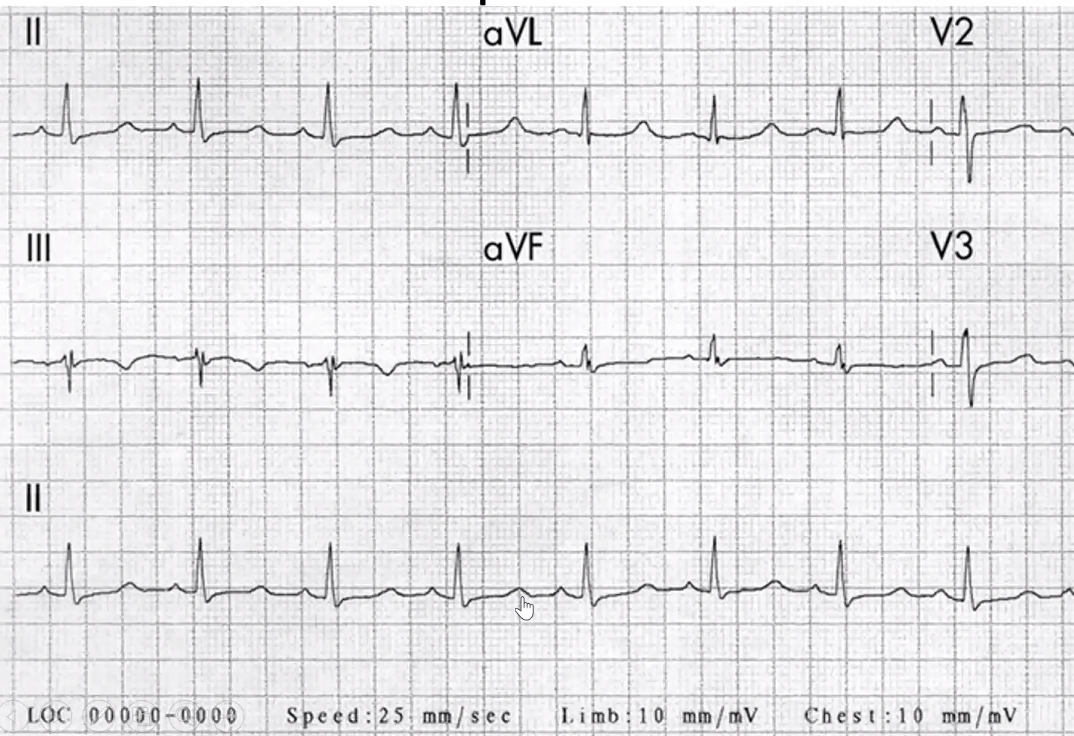 II aVL V2
III aVF V3
II
LOC 00000-0000 Speed:25 mm/sec Limb:10 mm/mV Chest:10 mm/mV